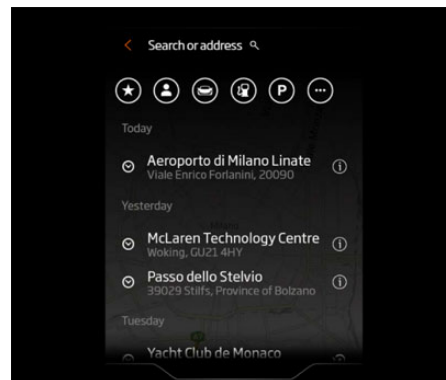 Search or address
P
Today
Aeroporto di Milano Linate
Viale Enrico Forlanini, 20090
Yesterday
McLaren Technology Centre
Woking, GU21 4HY
Passo dello Stelvio
39029 Stilfs, Province of Bolzano
Tuesday
Yacht Club de Monaco